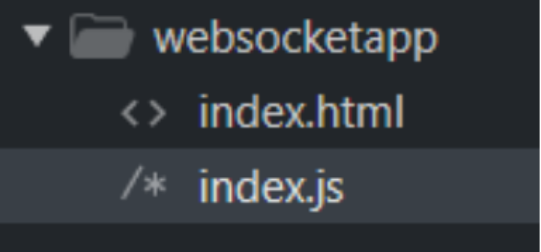 websocketapp
<> index.html
/* index.js